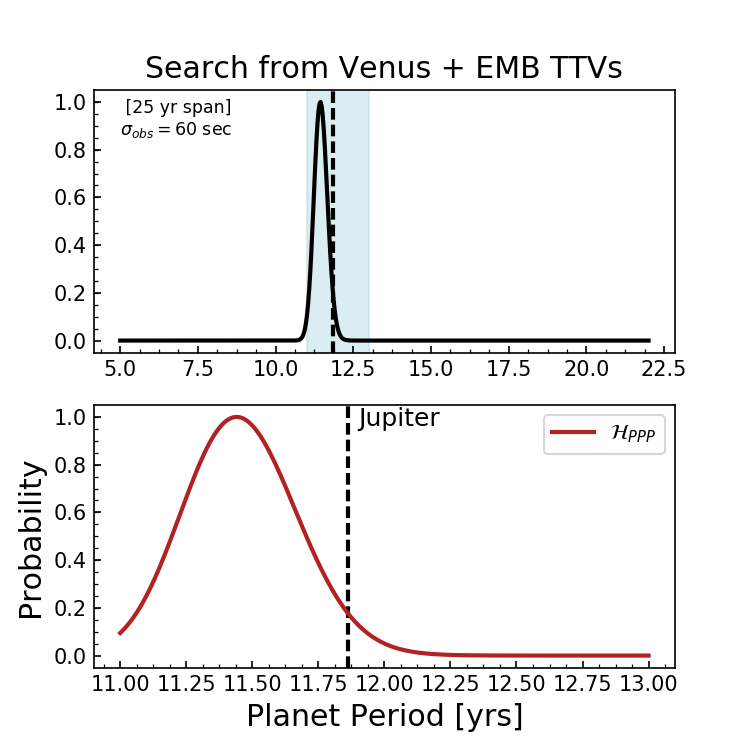 Search from Venus + EMB TTVs
[25 yr span]
σ_obs = 60 sec
1.0
0.8
0.6
0.4
0.2
0.0
5.0 7.5 10.0 12.5 15.0 17.5 20.0 22.5
Jupiter
ℋ_PPP
1.0
0.8
0.6
0.4
0.2
0.0
Probability
11.00 11.25 11.50 11.75 12.00 12.25 12.50 12.75 13.00
Planet Period [yrs]